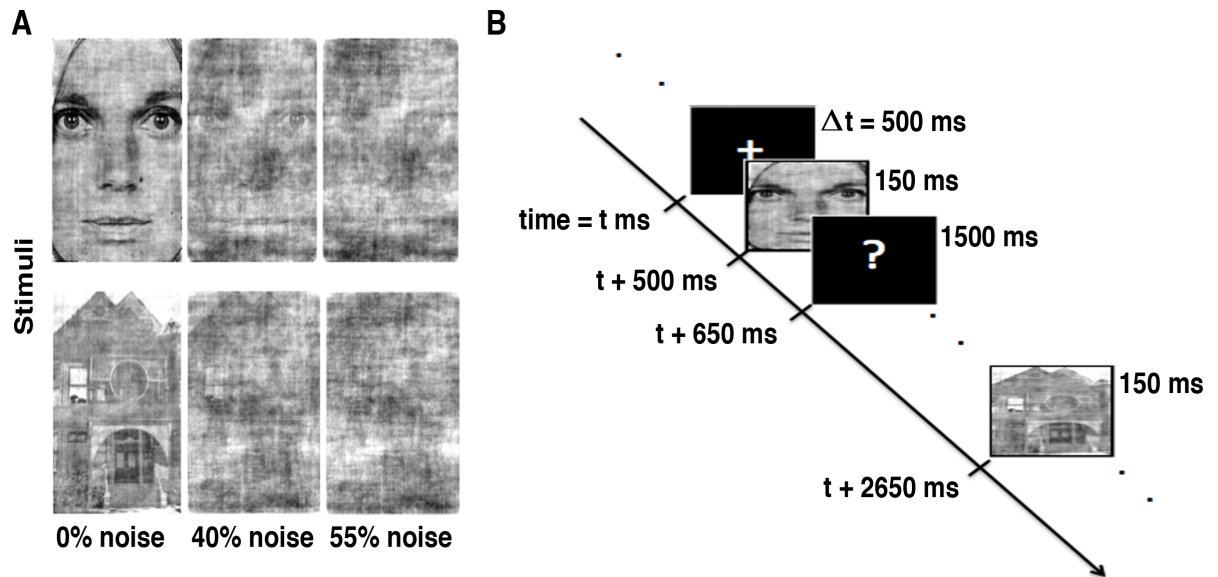 A
Stimuli
0% noise
40% noise
55% noise
B
Δt = 500 ms
+
150 ms
time = t ms
?
1500 ms
t + 500 ms
t + 650 ms
150 ms
t + 2650 ms